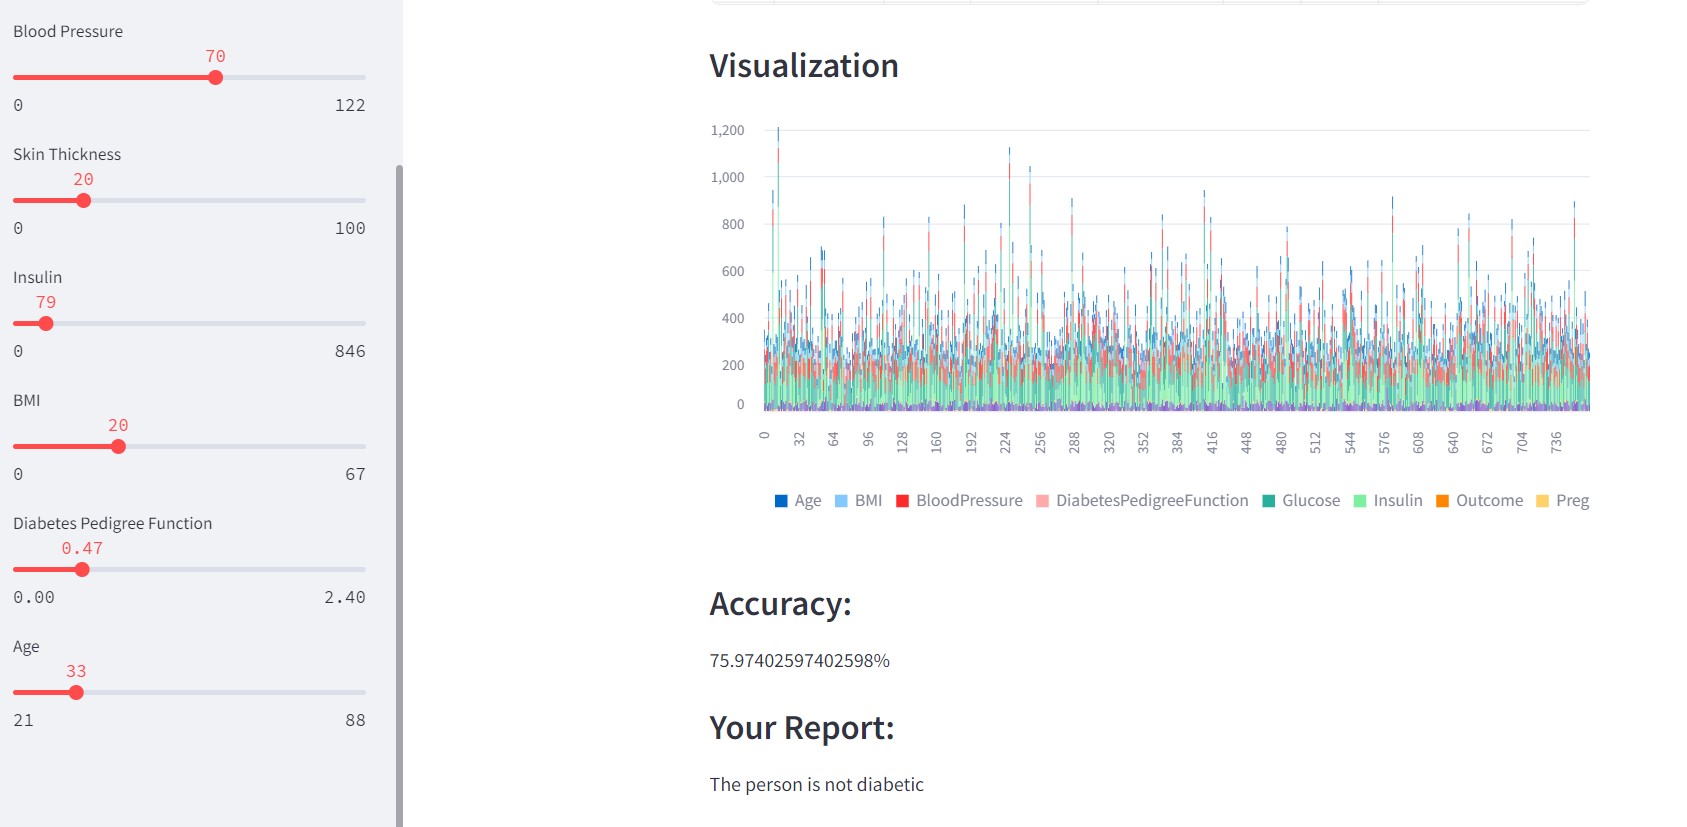 Blood Pressure
70
0 122
Skin Thickness
20
0 100
Insulin
79
0 846
BMI
20
0 67
Diabetes Pedigree Function
0.47
0.00 2.40
Age
33
21 88
Visualization
1,200
1,000
800
600
400
200
0
0 32 64 96 128 160 192 224 256 288 320 352 384 416 448 480 512 544 576 608 640 672 704 736
Age BMI BloodPressure DiabetesPedigreeFunction Glucose Insulin Outcome Preg
Accuracy:
75.97402597402598%
Your Report:
The person is not diabetic